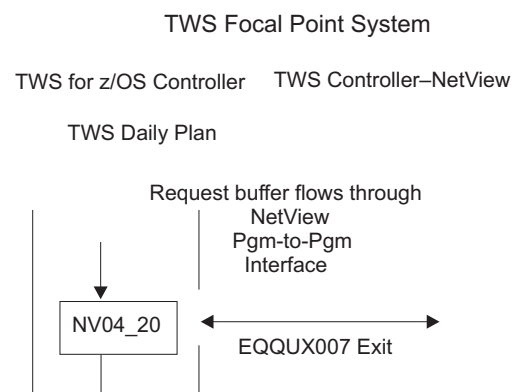 TWS Focal Point System
TWS for z/OS Controller
TWS Controller–NetView
TWS Daily Plan
Request buffer flows through
NetView
Pgm-to-Pgm
Interface
NV04_20
EQQUX007 Exit